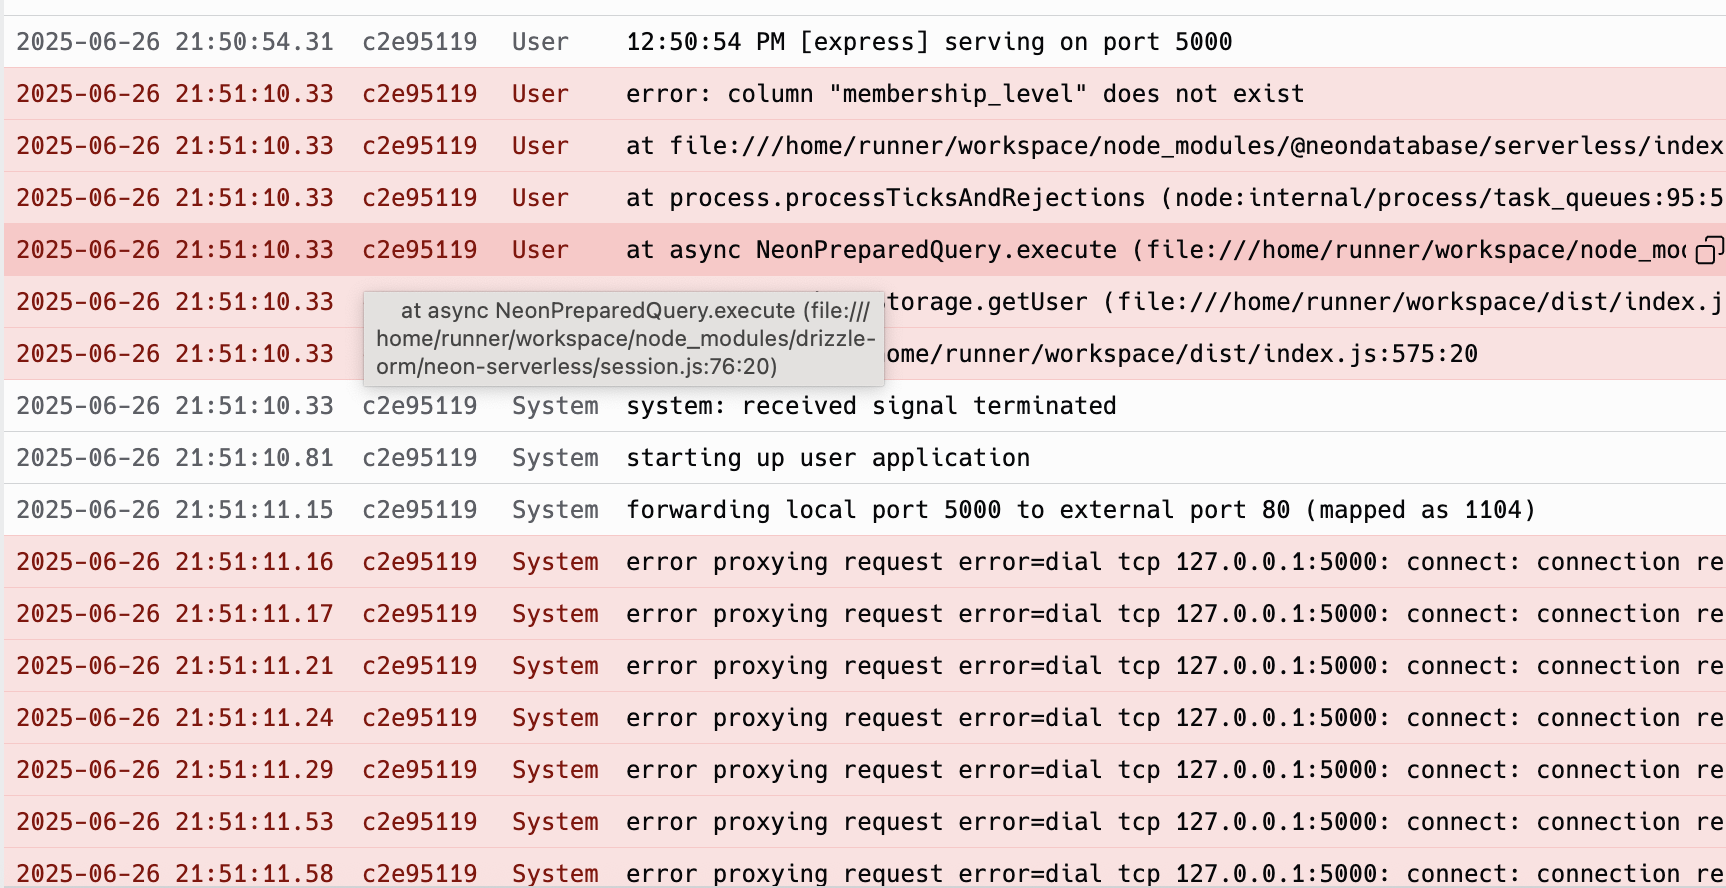 2025-06-26 21:50:54.31 c2e95119 User 12:50:54 PM [express] serving on port 5000
2025-06-26 21:51:10.33 c2e95119 User error: column "membership_level" does not exist
2025-06-26 21:51:10.33 c2e95119 User at file:///home/runner/workspace/node_modules/@neondatabase/serverless/index
2025-06-26 21:51:10.33 c2e95119 User at process.processTicksAndRejections (node:internal/process/task_queues:95:5
2025-06-26 21:51:10.33 c2e95119 User at async NeonPreparedQuery.execute (file:///home/runner/workspace/node_mod
2025-06-26 21:51:10.33 torage.getUser (file:///home/runner/workspace/dist/index.j
2025-06-26 21:51:10.33 ome/runner/workspace/dist/index.js:575:20
at async NeonPreparedQuery.execute (file:///
home/runner/workspace/node_modules/drizzle-
orm/neon-serverless/session.js:76:20)
2025-06-26 21:51:10.33 c2e95119 System system: received signal terminated
2025-06-26 21:51:10.81 c2e95119 System starting up user application
2025-06-26 21:51:11.15 c2e95119 System forwarding local port 5000 to external port 80 (mapped as 1104)
2025-06-26 21:51:11.16 c2e95119 System error proxying request error=dial tcp 127.0.0.1:5000: connect: connection re
2025-06-26 21:51:11.17 c2e95119 System error proxying request error=dial tcp 127.0.0.1:5000: connect: connection re
2025-06-26 21:51:11.21 c2e95119 System error proxying request error=dial tcp 127.0.0.1:5000: connect: connection re
2025-06-26 21:51:11.24 c2e95119 System error proxying request error=dial tcp 127.0.0.1:5000: connect: connection re
2025-06-26 21:51:11.29 c2e95119 System error proxying request error=dial tcp 127.0.0.1:5000: connect: connection re
2025-06-26 21:51:11.53 c2e95119 System error proxying request error=dial tcp 127.0.0.1:5000: connect: connection re
2025-06-26 21:51:11.58 c2e95119 System error proxying request error=dial tcp 127.0.0.1:5000: connect: connection re